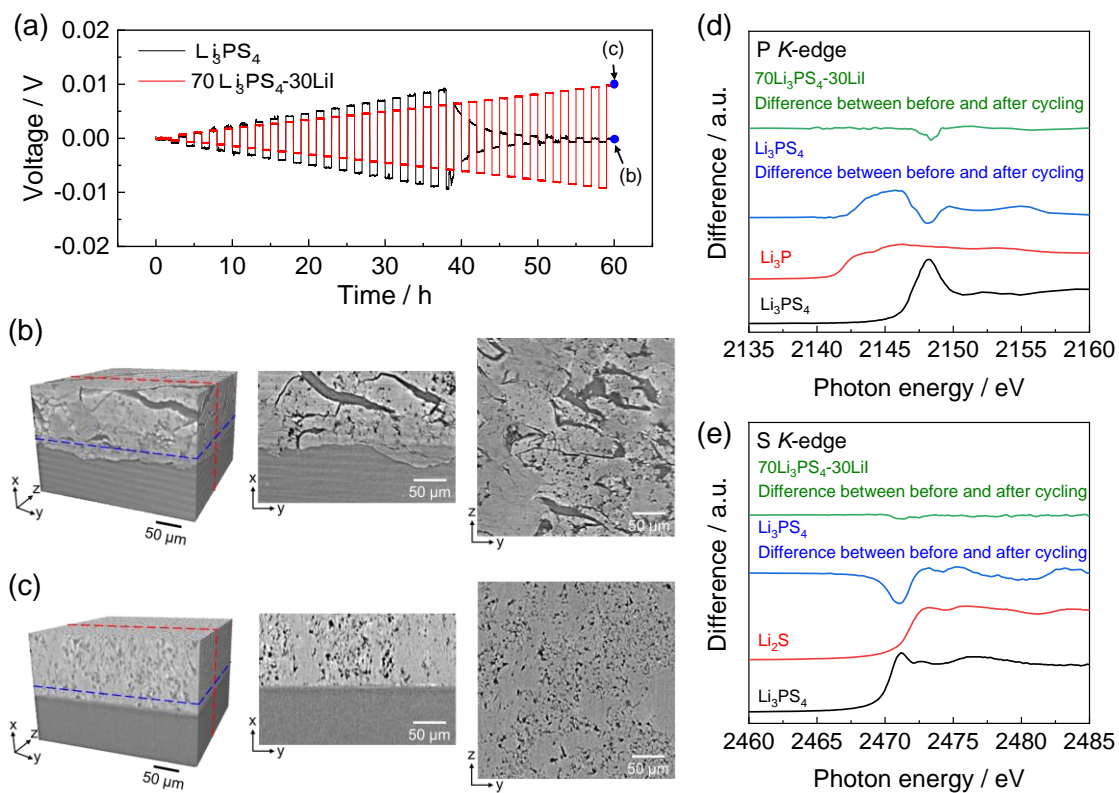 (a)
0.02
0.01
0.00
-0.01
-0.02
Voltage / V
Li₃PS₄
70 Li₃PS₄-30LiI
(c)
(b)
0 10 20 30 40 50 60
Time / h
(b)
x
z
y
50 µm
x
y
50 µm
z
y
50 µm
(c)
x
z
y
50 µm
x
y
50 µm
z
y
50 µm
(d)
P K-edge
70Li₃PS₄-30LiI
Difference between before and after cycling
Li₃PS₄
Difference between before and after cycling
Li₃P
Li₃PS₄
Difference / a.u.
2135 2140 2145 2150 2155 2160
Photon energy / eV
(e)
S K-edge
70Li₃PS₄-30LiI
Difference between before and after cycling
Li₃PS₄
Difference between before and after cycling
Li₂S
Li₃PS₄
Difference / a.u.
2460 2465 2470 2475 2480 2485
Photon energy / eV